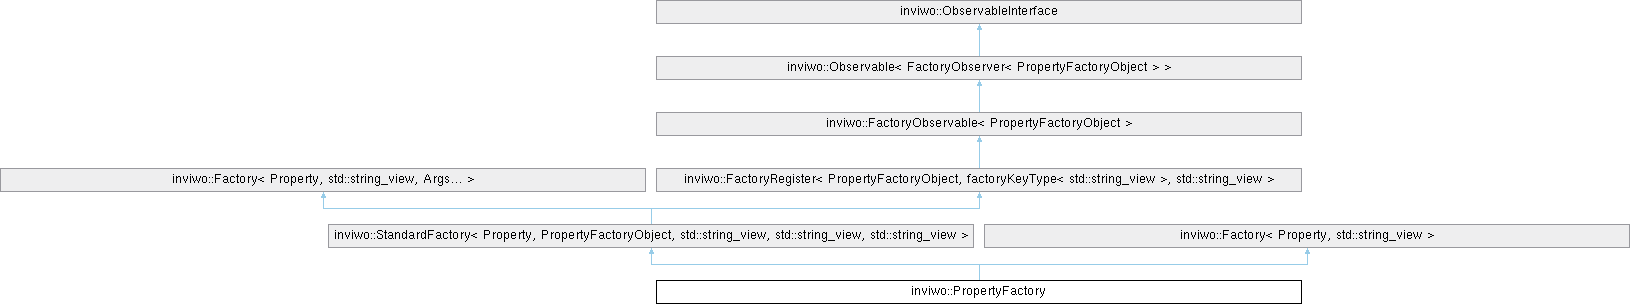 inviwo::ObservableInterface
inviwo::Observable< FactoryObserver< PropertyFactoryObject > >
inviwo::FactoryObservable< PropertyFactoryObject >
inviwo::Factory< Property, std::string_view, Args... >
inviwo::FactoryRegister< PropertyFactoryObject, factoryKeyType< std::string_view >, std::string_view >
inviwo::StandardFactory< Property, PropertyFactoryObject, std::string_view, std::string_view, std::string_view >
inviwo::Factory< Property, std::string_view >
inviwo::PropertyFactory